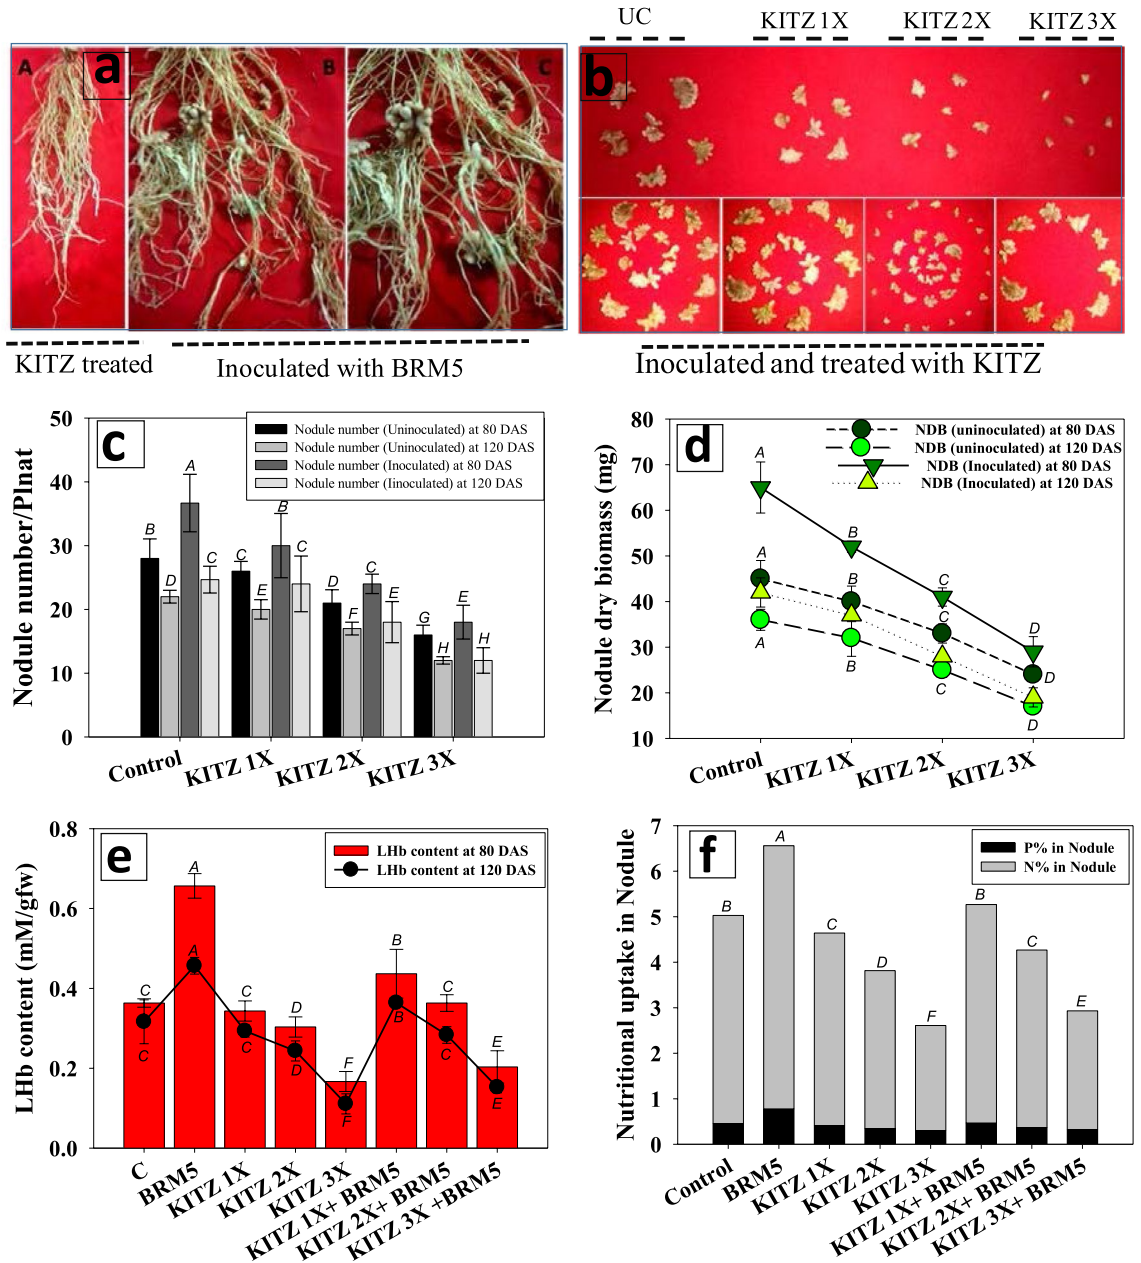 UC KITZ 1X KITZ 2X KITZ 3X
A a B C
b
KITZ treated
Inoculated with BRM5
Inoculated and treated with KITZ
c
Nodule number (Uninoculated) at 80 DAS
Nodule number (Uninoculated) at 120 DAS
Nodule number (Inoculated) at 80 DAS
Nodule number (Iinoculated) at 120 DAS
Nodule number/Plnat
50
40
30
20
10
0
B D A C
C E B C
D F C E
G H E H
Control KITZ 1X KITZ 2X KITZ 3X
d
NDB (uninoculated) at 80 DAS
NDB (uninoculated) at 120 DAS
NDB (Inoculated) at 80 DAS
NDB (Inoculated) at 120 DAS
Nodule dry biomass (mg)
80
70
60
50
40
30
20
10
A B C D
A B C D
A B C D
Control KITZ 1X KITZ 2X KITZ 3X
e
LHb content at 80 DAS
LHb content at 120 DAS
LHb content (mM/gfw)
0.8
0.6
0.4
0.2
0.0
C A C D F B C E
C A C D F B C E
C BRM5 KITZ 1X KITZ 2X KITZ 3X KITZ 1X+ BRM5 KITZ 2X+ BRM5 KITZ 3X +BRM5
f
P% in Nodule
N% in Nodule
Nutritional uptake in Nodule
7
6
5
4
3
2
1
0
B A C D F B C E
Control BRM5 KITZ 1X KITZ 2X KITZ 3X KITZ 1X+ BRM5 KITZ 2X+ BRM5 KITZ 3X+ BRM5